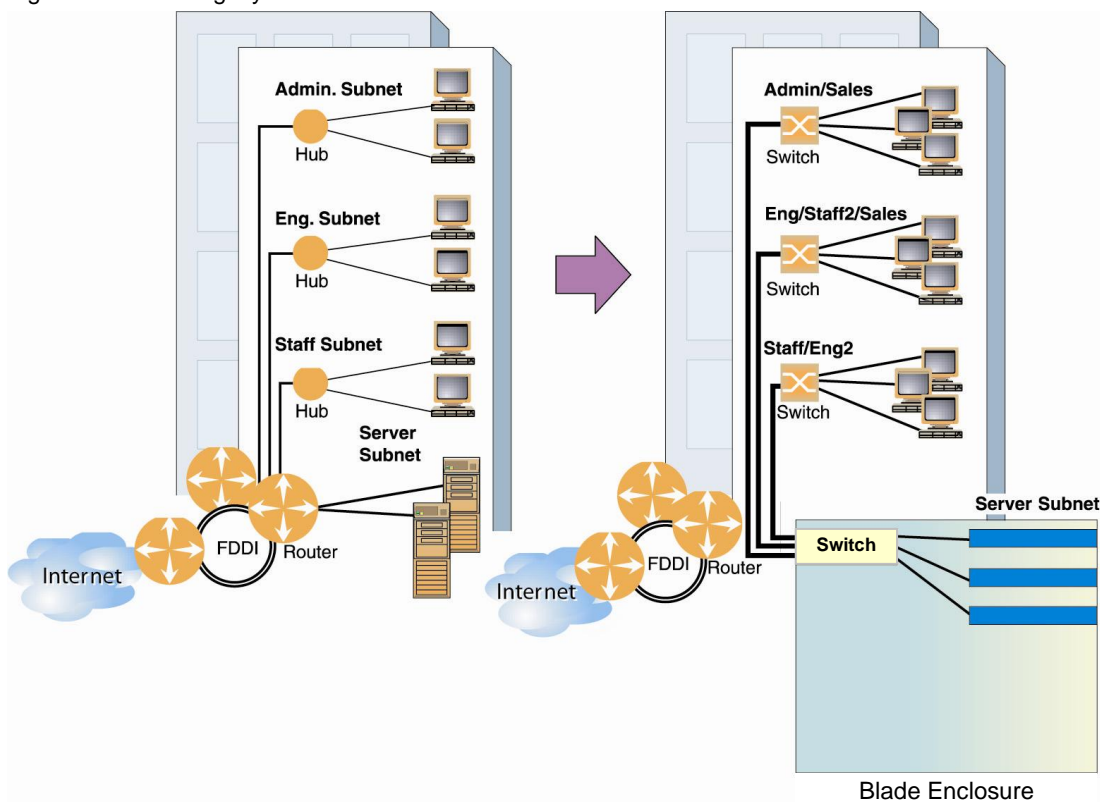 Admin. Subnet
Hub
Eng. Subnet
Hub
Staff Subnet
Hub
Server
Subnet
FDDI
Router
Internet
Admin/Sales
Switch
Eng/Staff2/Sales
Switch
Staff/Eng2
Switch
Server Subnet
Switch
FDDI
Router
Internet
Blade Enclosure